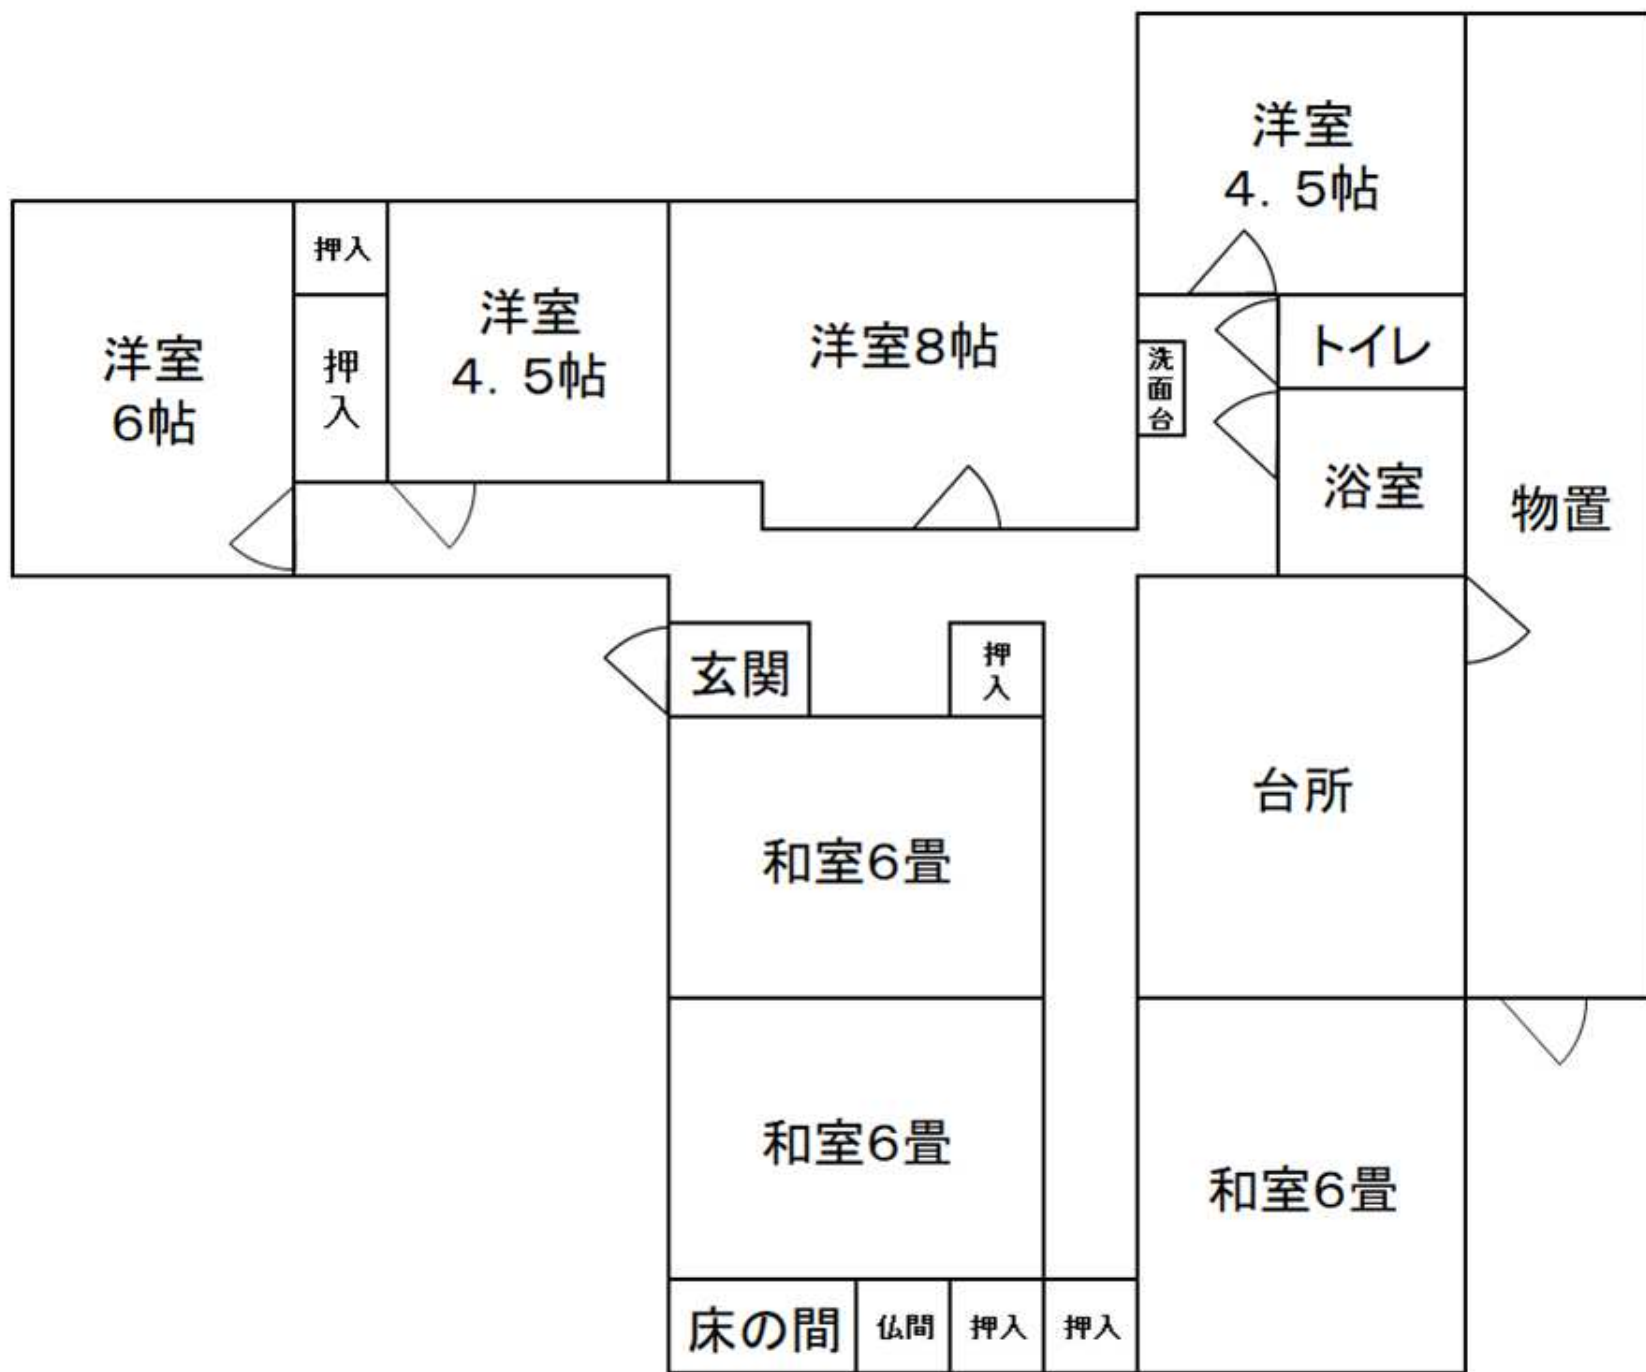 洋室
4．5帖
洋室
6帖
押入
押
入
洋室
4．5帖
洋室8帖
洗
面
台
トイレ
浴室
物置
玄関
押
入
台所
和室6畳
和室6畳
和室6畳
床の間
仏間
押入
押入